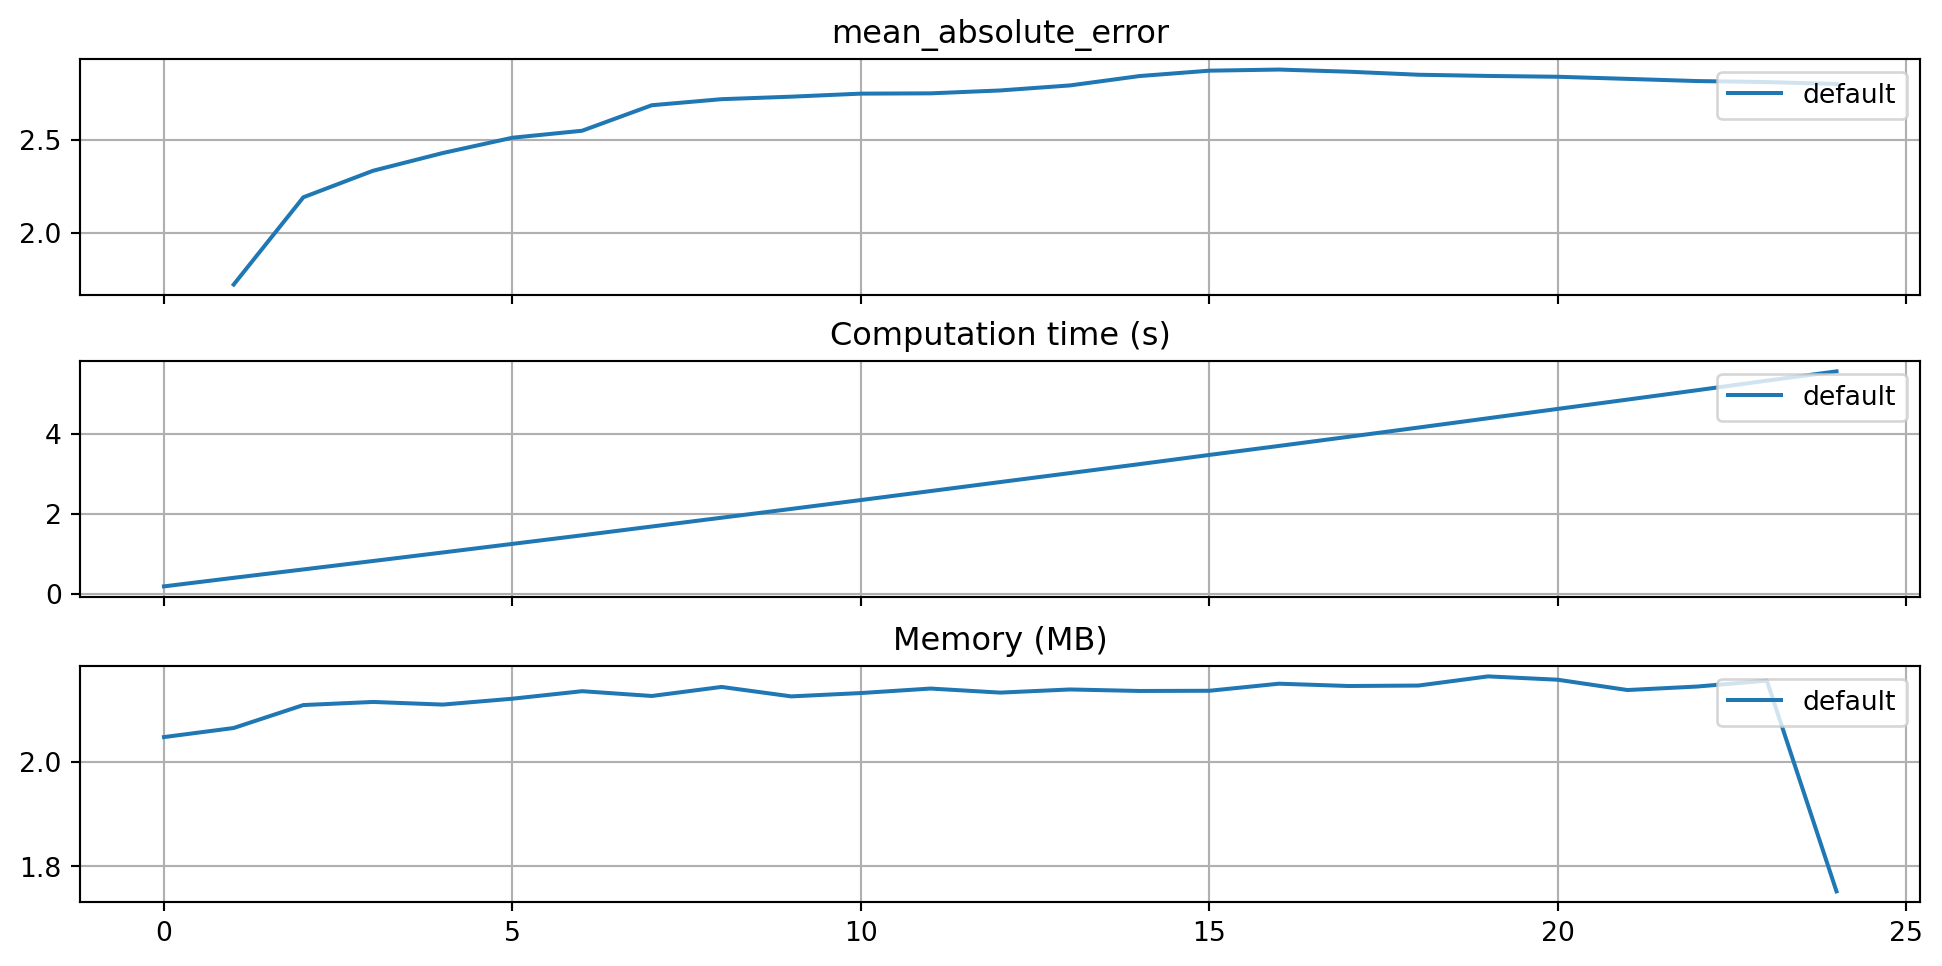 mean_absolute_error
2.5
2.0
default
Computation time (s)
4
2
0
default
Memory (MB)
2.0
1.8
default
0 5 10 15 20 25